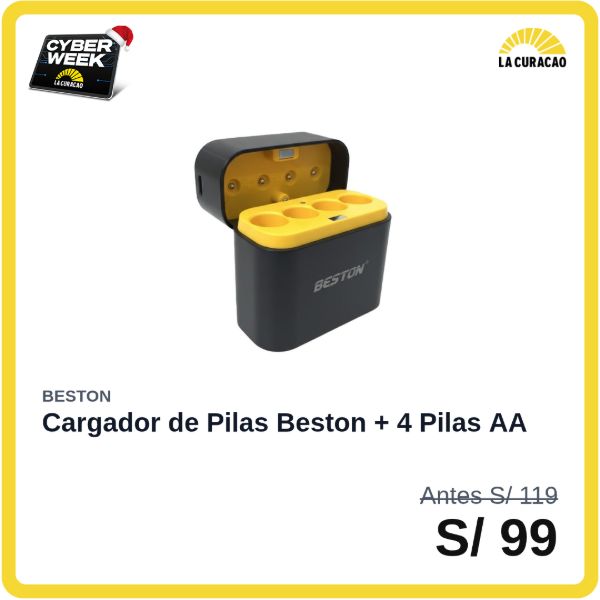 CYBER
WEEK
LA CURACAO
LA CURACAO
BESTON®
BESTON
Cargador de Pilas Beston + 4 Pilas AA
Antes S/ 119
S/ 99